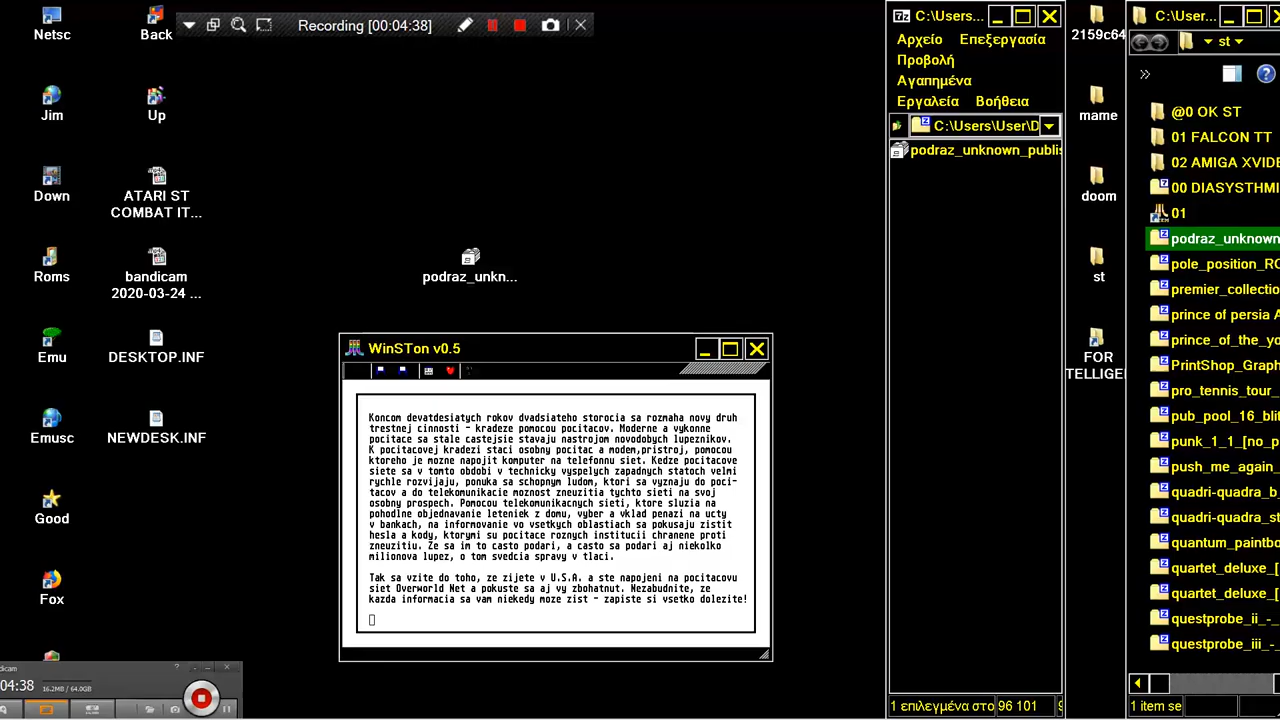 Recording [00:04:38]
Netsc
Back
Jim
Up
Down
ATARI ST
COMBAT IT...
Roms
bandicam
2020-03-24 ...
podraz_unkn...
Emu
DESKTOP.INF
Emusc
NEWDESK.INF
Good
Fox
WinSTon v0.5
Koncom devatdesiatych rokov dvadsiateho storocia sa rozmaha novy druh
trestnej cinnosti - kradeze pomocou pocitacov. Moderne a vykonne
pocitace sa stale castejsie stavaju nastrojom novodobych lupeznikov.
K pocitacovej kradezi staci osobny pocitac a modem,pristroj, pomocou
ktoreho je mozne napojit komputer na telefonnu siet. Kedze pocitacove
siete sa v tomto obdobi v technicky vyspelych zapadnych statoch velmi
rychle rozvijaju, ponuka sa schopnym ludom, ktori sa vyznaju do poci-
tacov a do telekomunikacie moznost zneuzitia tychto sieti na svoj
osobny prospech. Pomocou telekomunikacnych sieti, ktore sluzia na
pohodlne objednavanie leteniek z domu, vyber a vklad penazi na ucty
v bankach, na informovanie vo vsetkych oblastiach sa pokusaju zistit
hesla a kody, ktorymi su pocitace roznych institucii chranene proti
zneuzitiu. Ze sa im to casto podari, a casto sa podari aj niekolko
milionova lupez, o tom svedcia spravy v tlaci.
Tak sa vzite do toho, ze zijete v U.S.A. a ste napojeni na pocitacovu
siet Overworld Net a pokuste sa aj vy zbohatnut. Nezabudnite, ze
kazda informacia sa vam niekedy moze zist - zapiste si vsetko dolezite!
C:\Users...
Αρχείο Επεξεργασία
Προβολή
Αγαπημένα
Εργαλεία Βοήθεια
C:\Users\User\D
podraz_unknown_publis
1 επιλεγμένα στο
96 101
2159c64
mame
doom
st
FOR
TELLIGE
C:\User...
st
@0 OK ST
01 FALCON TT
02 AMIGA XVIDE
00 DIASYSTHM
01
podraz_unknown
pole_position_RO
premier_collectio
prince of persia A
prince_of_the_yo
PrintShop_Graph
pro_tennis_tour_
pub_pool_16_blit
punk_1_1_[no_p
push_me_again_
quadri-quadra_b
quadri-quadra_st
quantum_paintbo
quartet_deluxe_[
quartet_deluxe_[
questprobe_ii_-_
questprobe_iii_-_
1 item se
dicam
04:38
16.2MB / 64.0GB